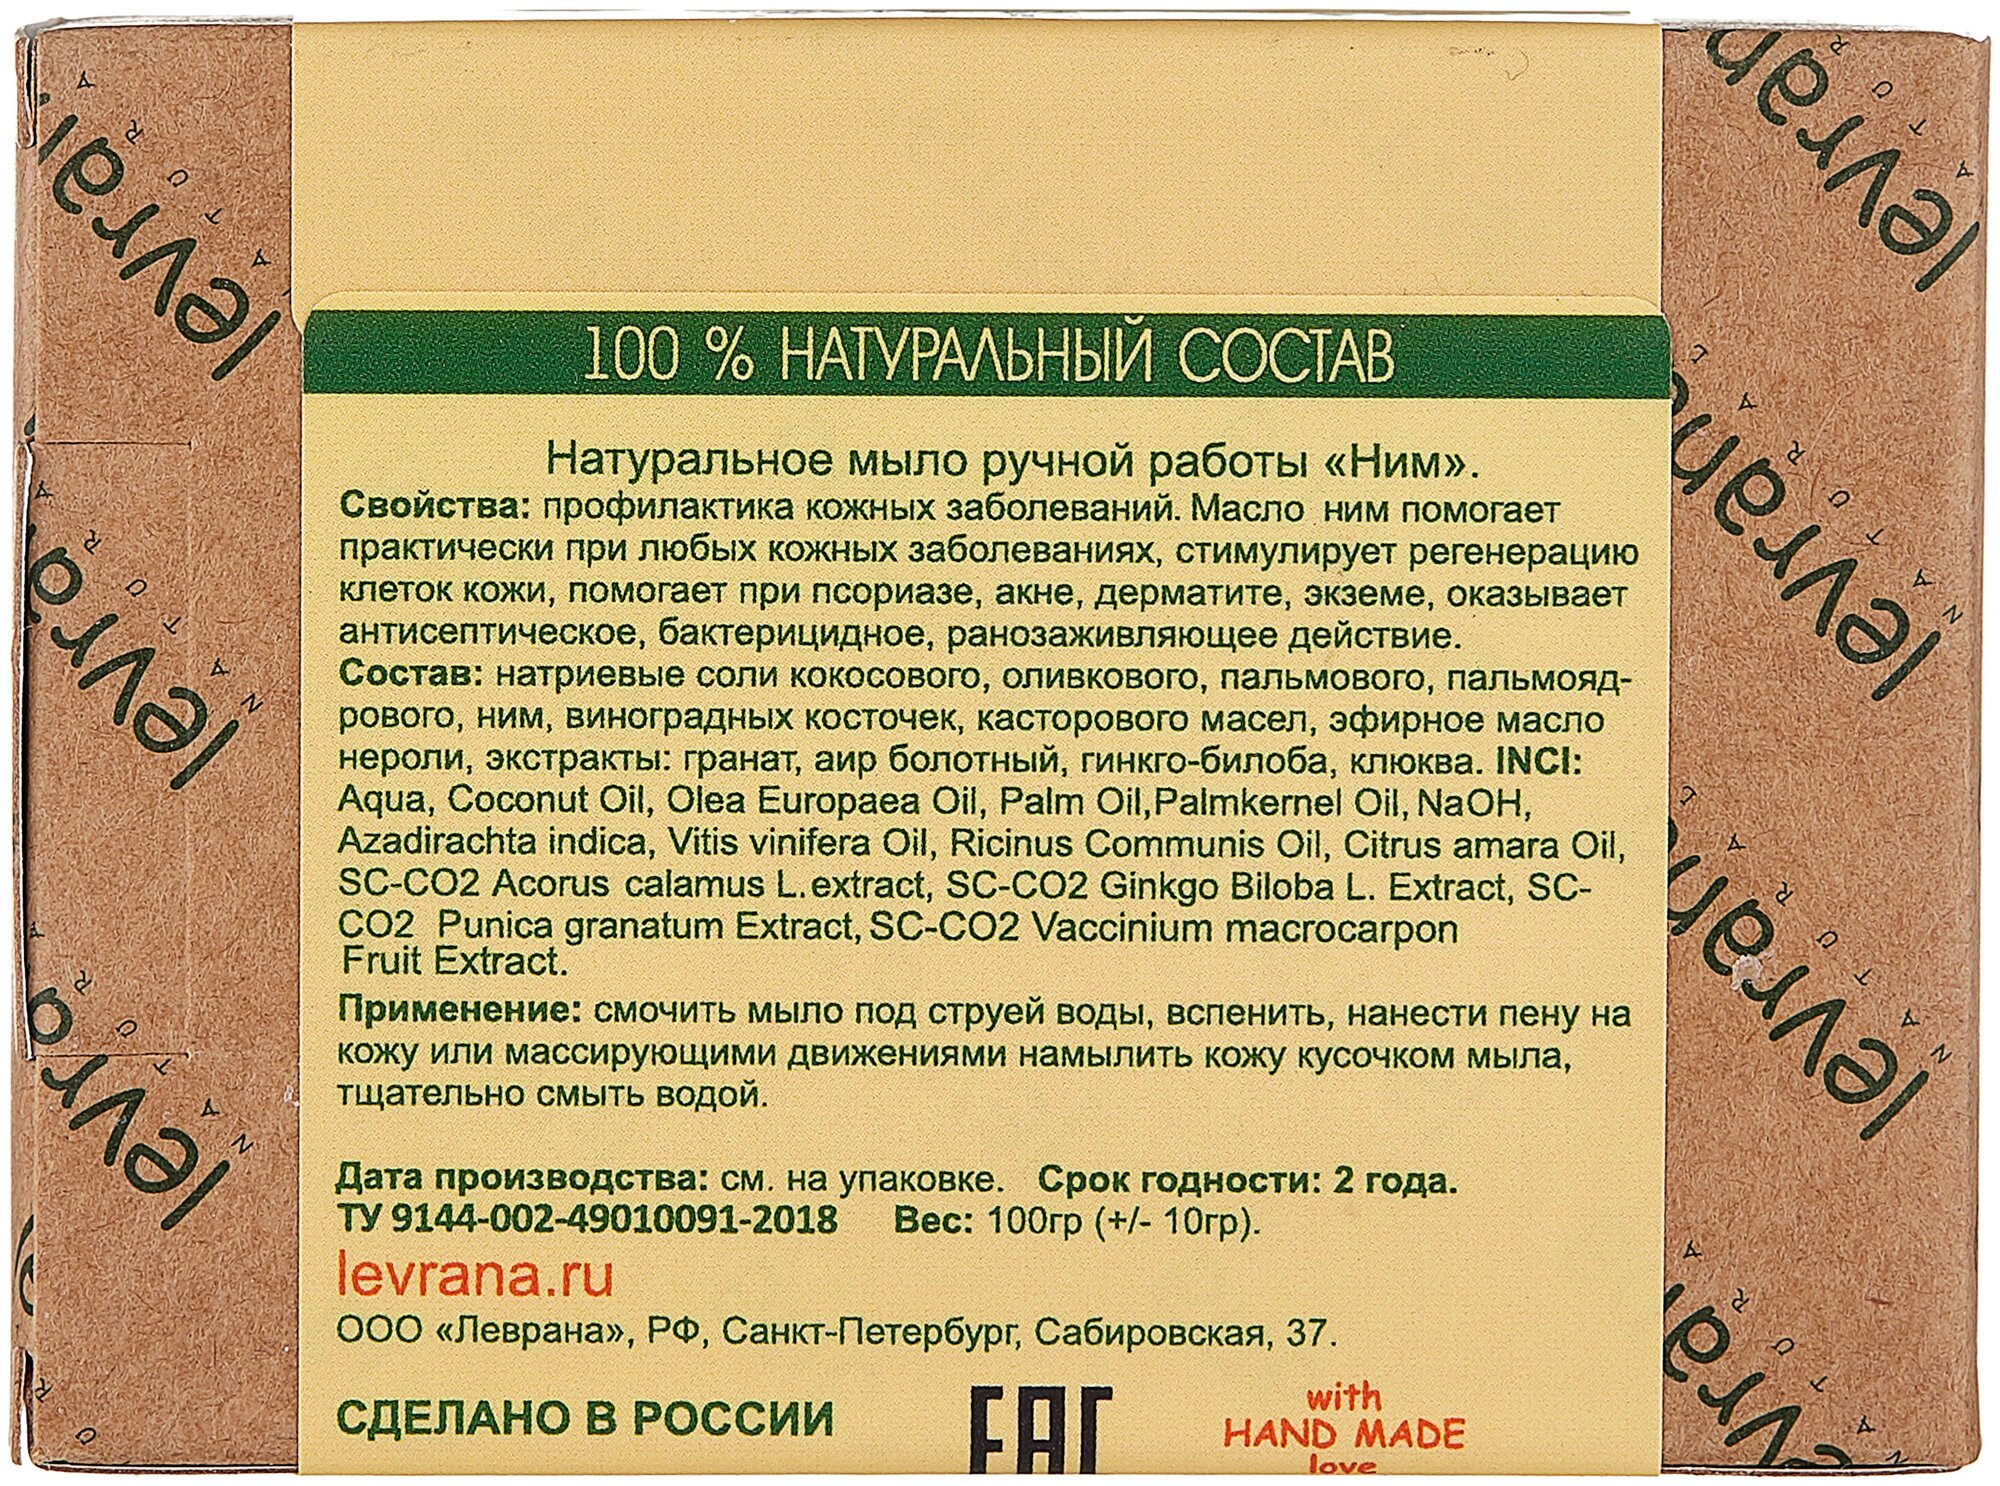 100 % НАТУРАЛЬНЫЙ СОСТАВ
Натуральное мыло ручной работы «Ним».
Свойства: профилактика кожных заболеваний. Масло ним помогает
практически при любых кожных заболеваниях, стимулирует регенерацию
клеток кожи, помогает при псориазе, акне, дерматите, экземе, оказывает
антисептическое, бактерицидное, ранозаживляющее действие.
Состав: натриевые соли кокосового, оливкового, пальмового, пальмояд-
рового, ним, виноградных косточек, касторового масел, эфирное масло
нероли, экстракты: гранат, аир болотный, гинкго-билоба, клюква. INCI:
Aqua, Coconut Oil, Olea Europaea Oil, Palm Oil,Palmkernel Oil, NaOH,
Azadirachta indica, Vitis vinifera Oil, Ricinus Communis Oil, Citrus amara Oil,
SC-CO2 Acorus calamus L.extract, SC-CO2 Ginkgo Biloba L. Extract, SC-
CO2 Punica granatum Extract, SC-CO2 Vaccinium macrocarpon
Fruit Extract.
Применение: смочить мыло под струей воды, вспенить, нанести пену на
кожу или массирующими движениями намылить кожу кусочком мыла,
тщательно смыть водой.
Дата производства: см. на упаковке. Срок годности: 2 года.
ТУ 9144-002-49010091-2018 Вес: 100гр (+/- 10гр).
levrana.ru
ООО «Леврана», РФ, Санкт-Петербург, Сабировская, 37.
СДЕЛАНО В РОССИИ
EAC
with
HAND MADE
love